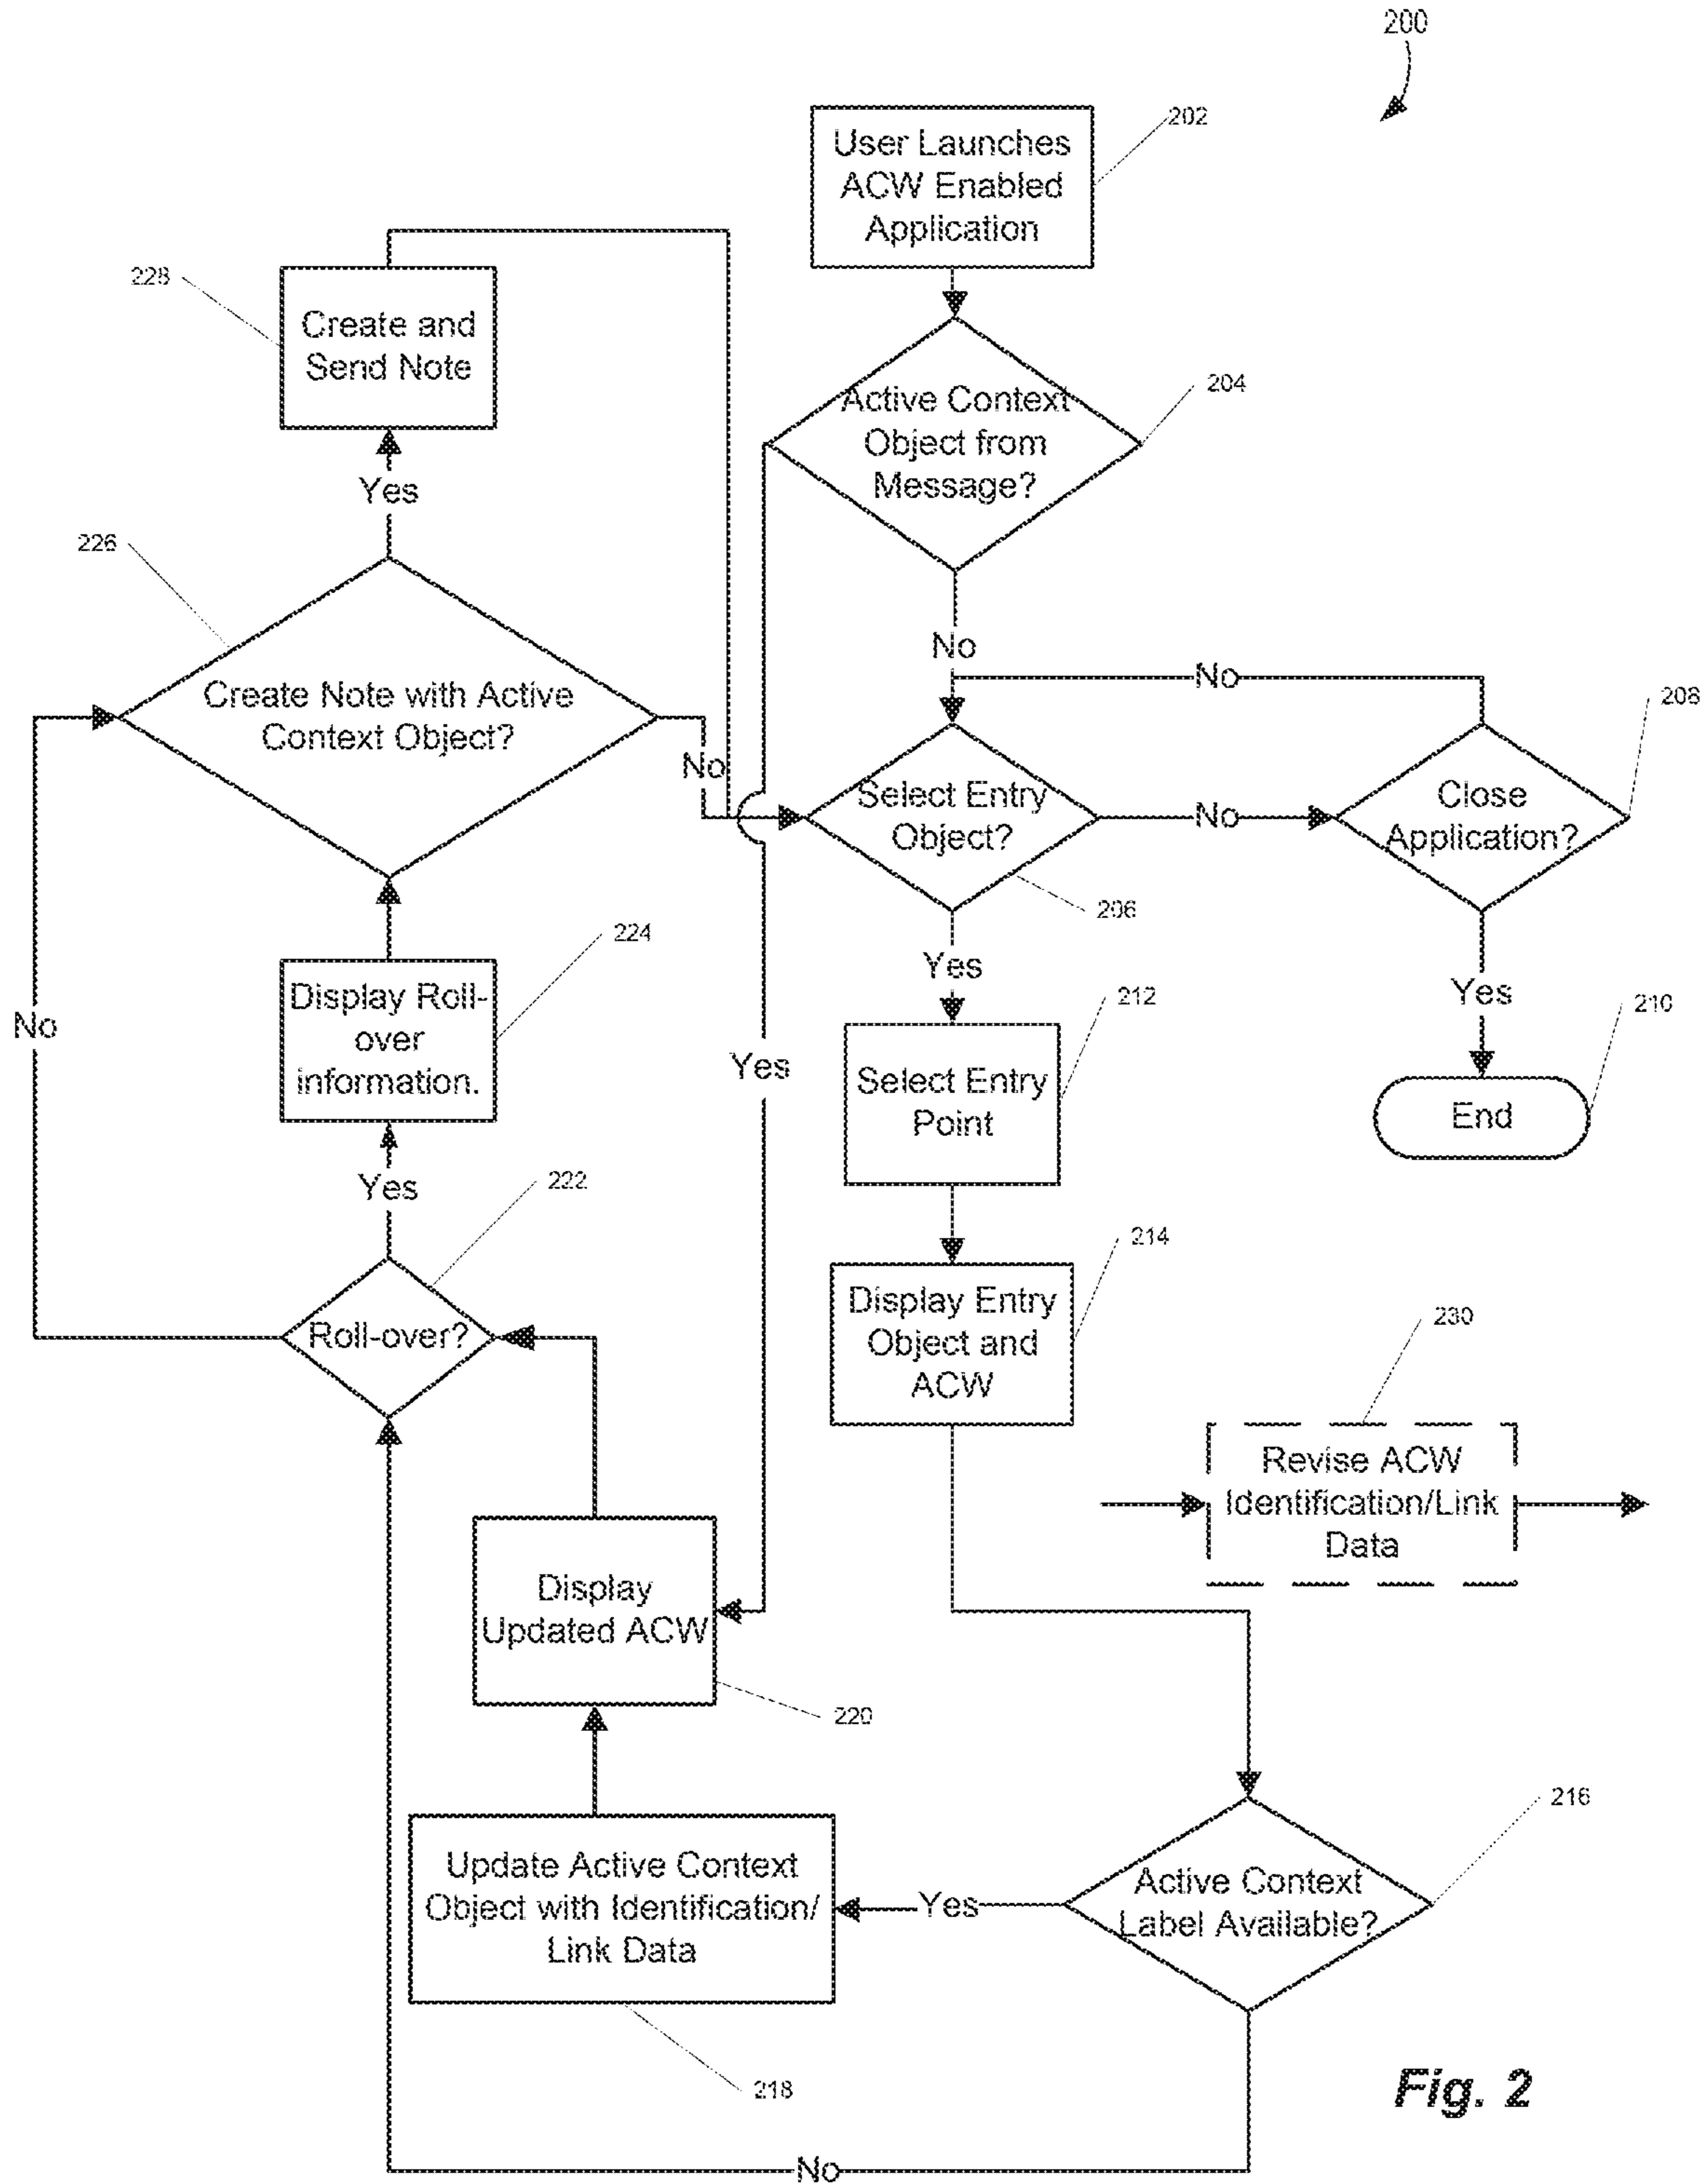 200
202
User Launches
ACW Enabled
Application
228
Create and
Send Note
204
Active Context
Object from
Message?
Yes
226
No
No
208
Create Note with Active
Context Object?
No
Select Entry
Object?
No
Close
Application?
206
224
Yes
Display Roll-
over
information.
212
Yes
210
No
Yes
Select Entry
Point
End
Yes
222
214
Roll-over?
Display Entry
Object and
ACW
230
Revise ACW
Identification/Link
Data
Display
Updated ACW
220
216
Update Active Context
Object with Identification/
Link Data
Yes
Active Context
Label Available?
218
Fig. 2
No